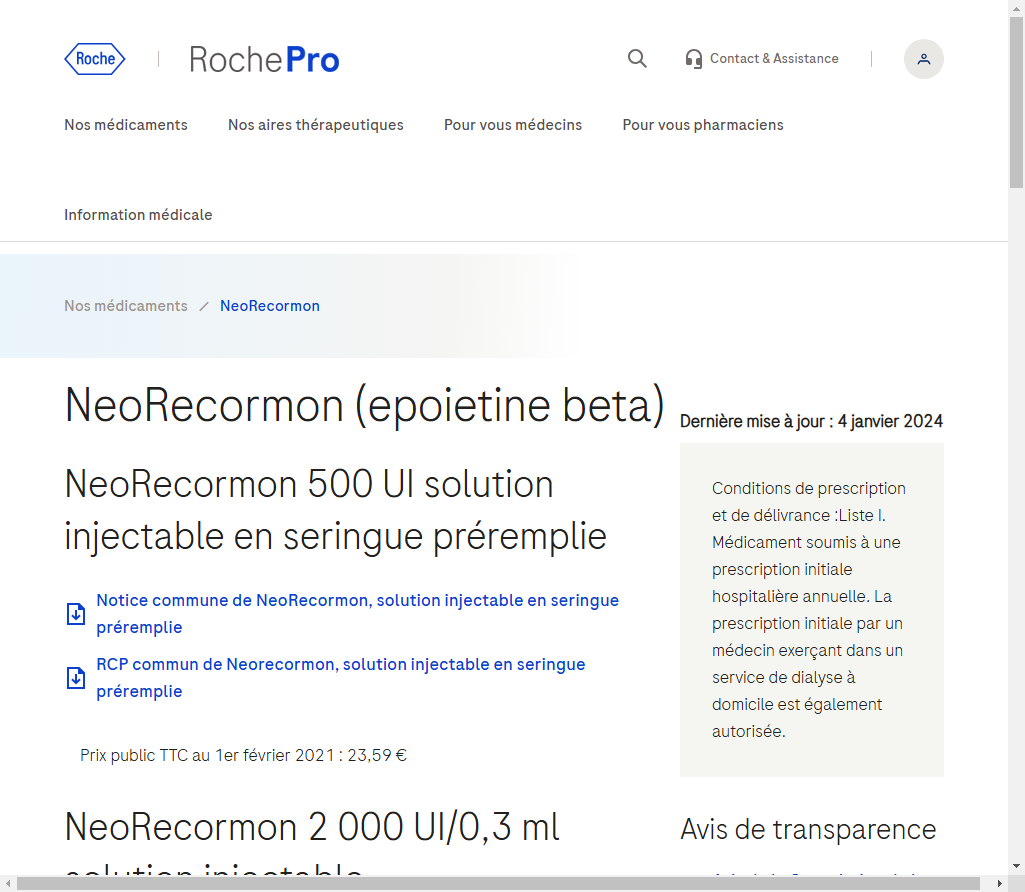 Roche
RochePro
Contact & Assistance
Nos médicaments
Nos aires thérapeutiques
Pour vous médecins
Pour vous pharmaciens
Information médicale
Nos médicaments / NeoRecormon
NeoRecormon (epoietine beta)
NeoRecormon 500 UI solution
injectable en seringue préremplie
Notice commune de NeoRecormon, solution injectable en seringue
préremplie
RCP commun de Neorecormon, solution injectable en seringue
préremplie
Prix public TTC au 1er février 2021 : 23,59 €
NeoRecormon 2 000 UI/0,3 ml
solution injectable
Dernière mise à jour : 4 janvier 2024
Conditions de prescription
et de délivrance :Liste I.
Médicament soumis à une
prescription initiale
hospitalière annuelle. La
prescription initiale par un
médecin exerçant dans un
service de dialyse à
domicile est également
autorisée.
Avis de transparence